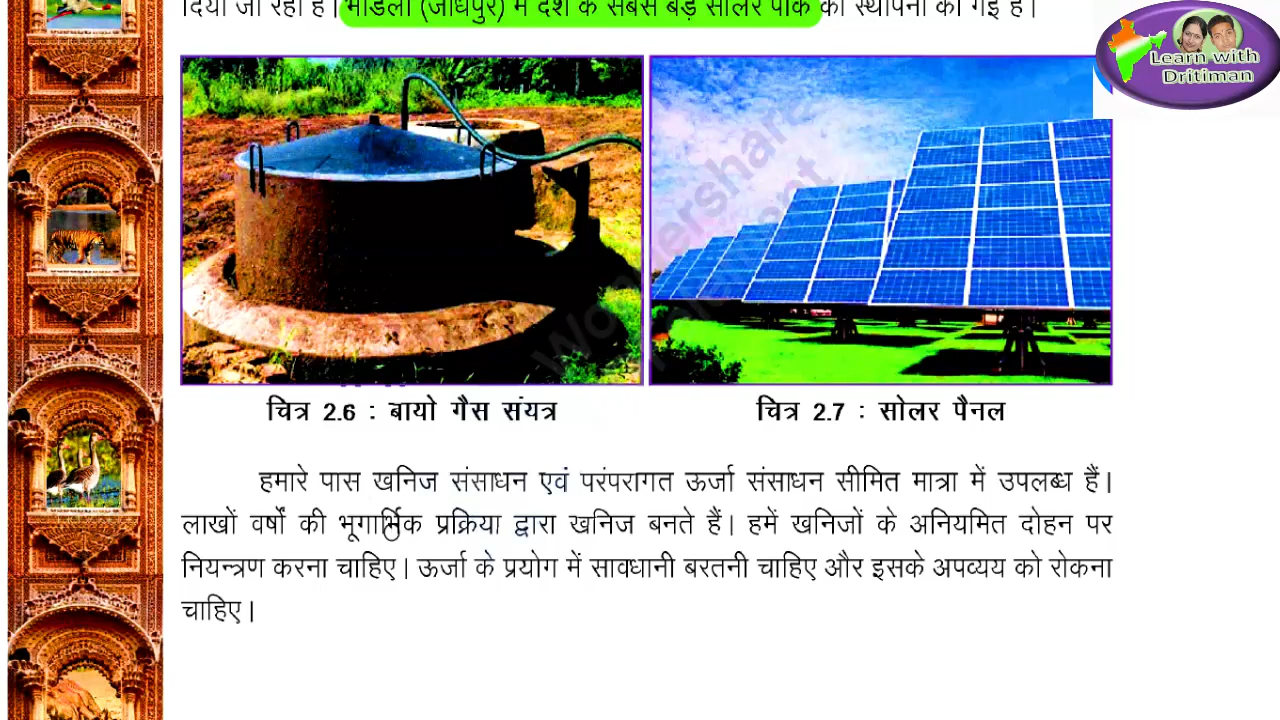 दिया जा रहा है। भाडला (जोधपुर) में देश के सबसे बड़े सोलर पार्क की स्थापना की गई है।
Learn with
Dritiman
चित्र 2.6 : बायो गैस संयत्र
चित्र 2.7 : सोलर पैनल
हमारे पास खनिज संसाधन एवं परंपरागत ऊर्जा संसाधन सीमित मात्रा में उपलब्ध हैं।
लाखों वर्षों की भूगार्भिक प्रक्रिया द्वारा खनिज बनते हैं। हमें खनिजों के अनियमित दोहन पर
नियन्त्रण करना चाहिए। ऊर्जा के प्रयोग में सावधानी बरतनी चाहिए और इसके अपव्यय को रोकना
चाहिए।